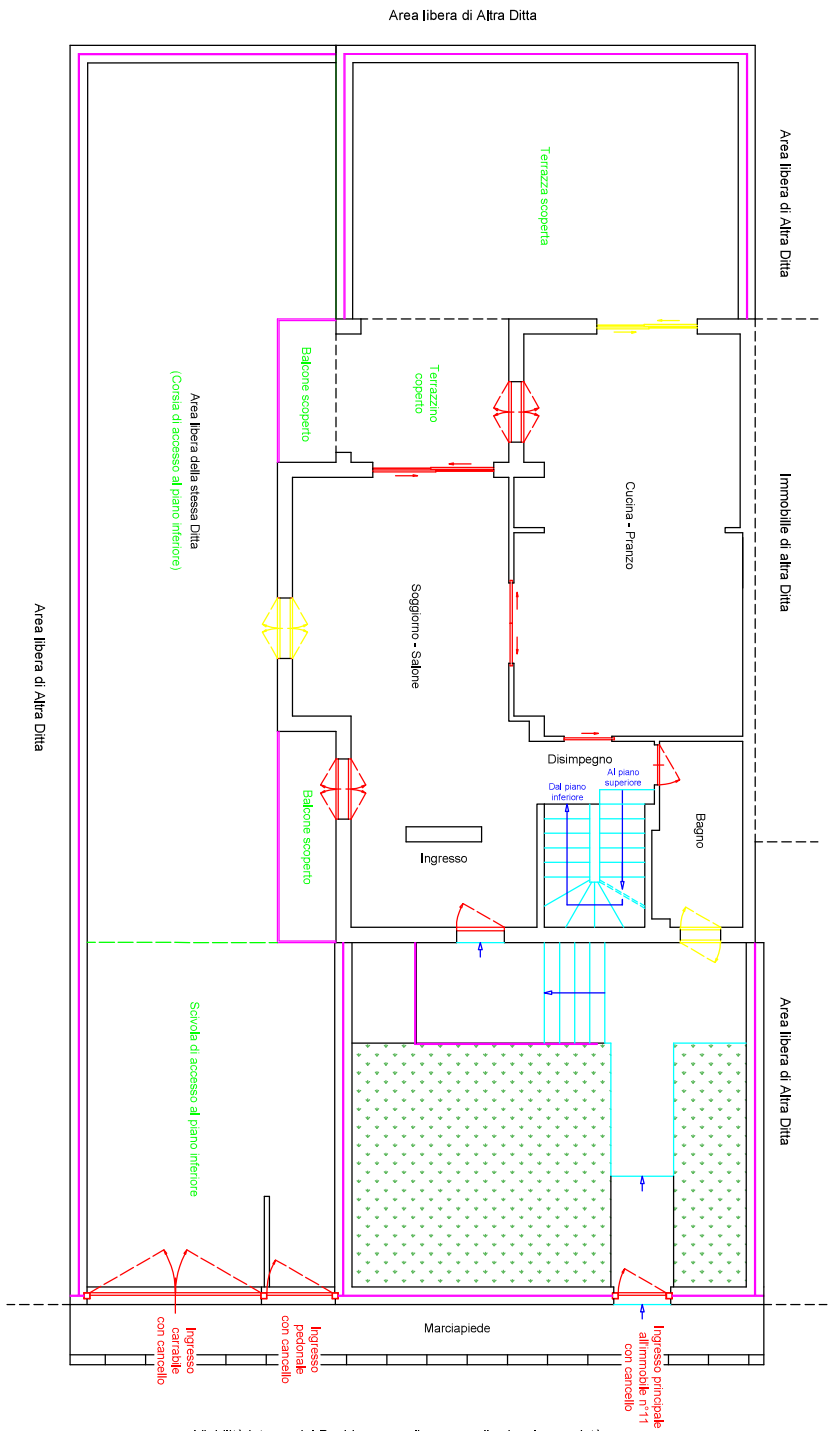 Area libera di Altra Ditta
Area libera di Altra Ditta
Terrazza scoperta
Balcone scoperto
Terrazzino
coperto
Area libera della stessa Ditta
(Corsia di accesso al piano inferiore)
Cucina - Pranzo
Immobille di altra Ditta
Soggiorno - Salone
Area libera di Altra Ditta
Disimpegno
Al piano
superiore
Dal piano
inferiore
Bagno
Balcone scoperto
Ingresso
Scivola di accesso al piano inferiore
Area libera di Altra Ditta
Marciapiede
Ingresso
carrabile
con cancello
Ingresso
pedonale
con cancello
Ingresso principale
all'immobile n°11
con cancello